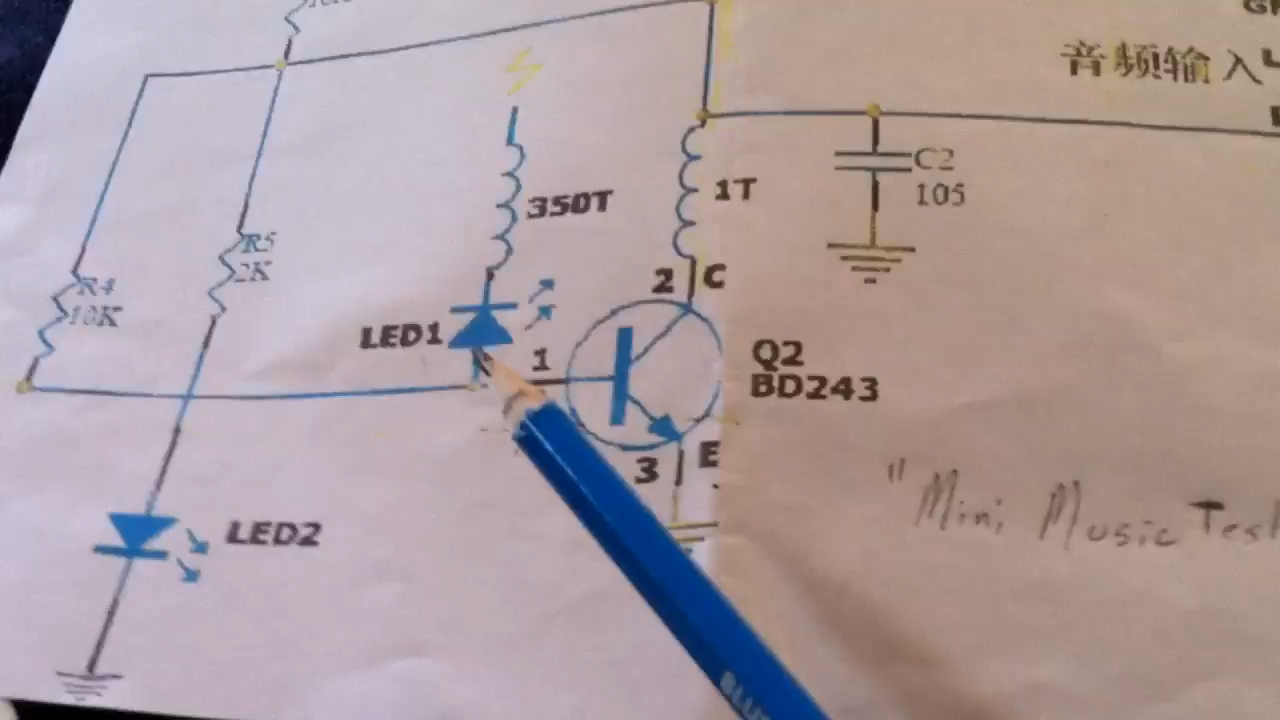 音频输入
C2
105
350T
1T
R5
2K
R4
10K
2 C
LED1
1
Q2
BD243
3 E
LED2
"Mini Music Tesl